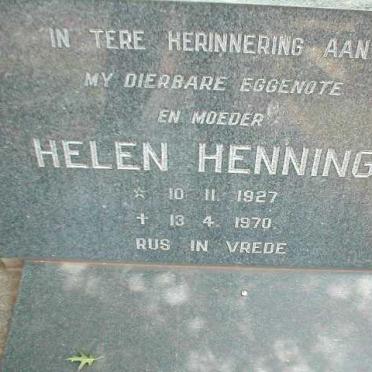 IN TERE HERINNERING AAN
MY DIERBARE EGGENOTE
EN MOEDER
HELEN HENNING
☆ 10. 11. 1927
✝ 13. 4. 1970.
RUS IN VREDE